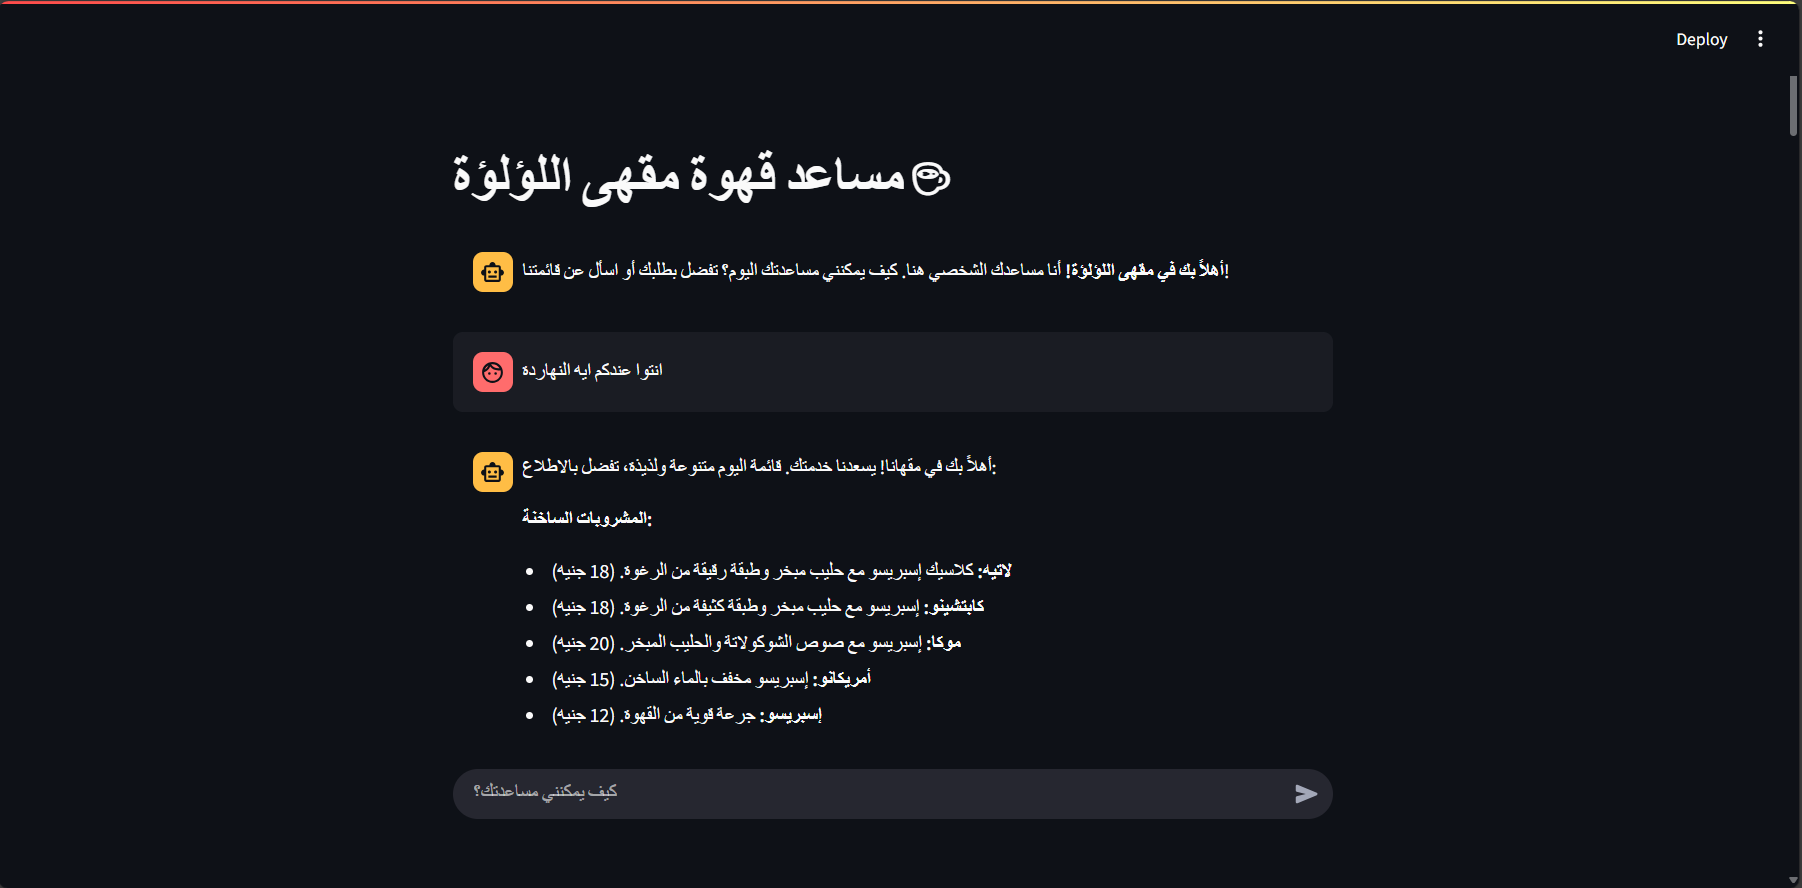 Deploy
مساعد قهوة مقهى اللؤلؤة
أهلاً بك في مقهى اللؤلؤة! أنا مساعدك الشخصي هنا. كيف يمكنني مساعدتك اليوم؟ تفضل بطلبك أو اسأل عن قائمتنا!
انتوا عندكم ايه النهاردة
أهلاً بك في مقهانا! يسعدنا خدمتك. قائمة اليوم متنوعة ولذيذة، تفضل بالاطلاع:
المشروبات الساخنة:
• لاتيه: كلاسيك إسبريسو مع حليب مبخر وطبقة رقيقة من الرغوة. (18 جنيه)
• كابتشينو: إسبريسو مع حليب مبخر وطبقة كثيفة من الرغوة. (18 جنيه)
• موكا: إسبريسو مع صوص الشوكولاتة والحليب المبخر. (20 جنيه)
• أمريكانو: إسبريسو مخفف بالماء الساخن. (15 جنيه)
• إسبريسو: جرعة قوية من القهوة. (12 جنيه)
كيف يمكنني مساعدتك؟